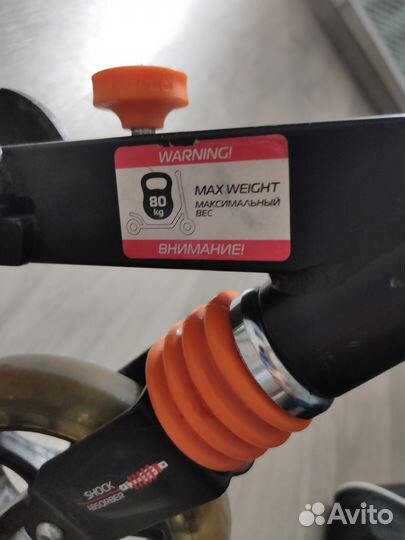 WARNING!
80
kg
MAX WEIGHT
МАКСИМАЛЬНЫЙ
ВЕС
ВНИМАНИЕ!
SHOCK
ABSORBER
Avito